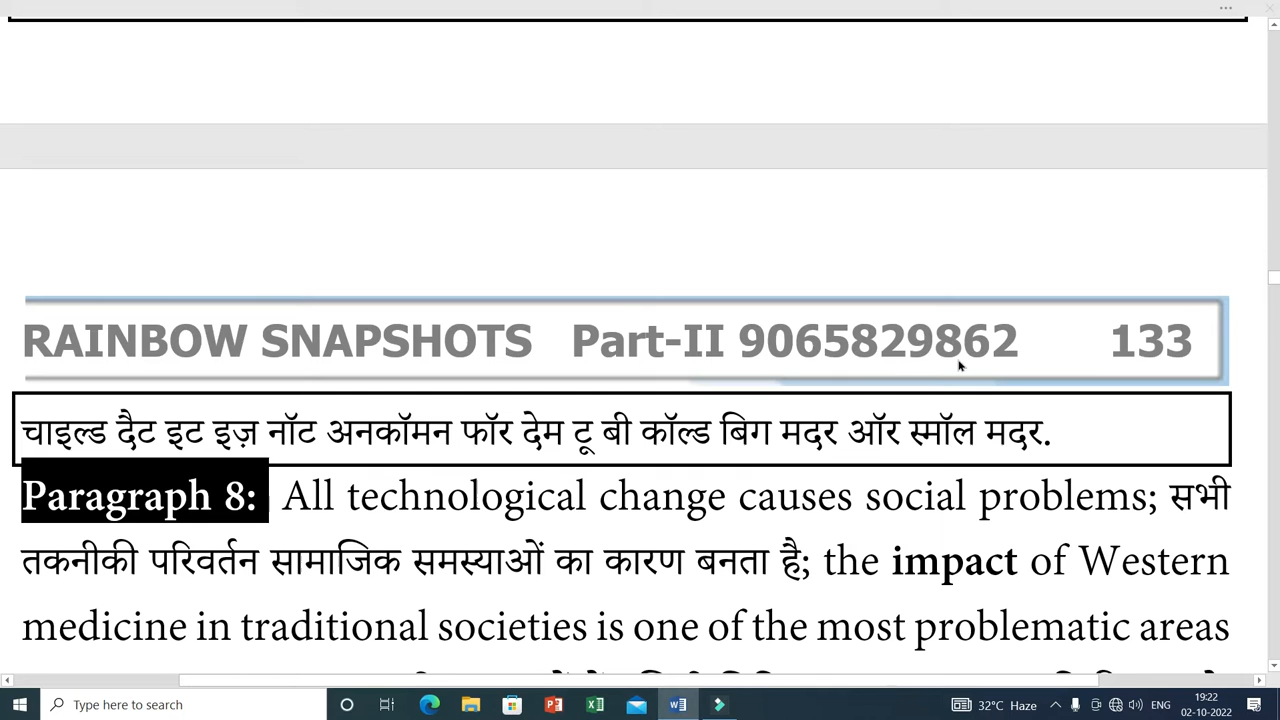 RAINBOW SNAPSHOTS Part-II 9065829862 133
चाइल्ड दैट इट इज़ नॉट अनकॉमन फॉर देम टू बी कॉल्ड बिग मदर ऑर स्मॉल मदर.
Paragraph 8: All technological change causes social problems; सभी
तकनीकी परिवर्तन सामाजिक समस्याओं का कारण बनता है; the impact of Western
medicine in traditional societies is one of the most problematic areas
Type here to search
32°C Haze
ENG
19:22
02-10-2022